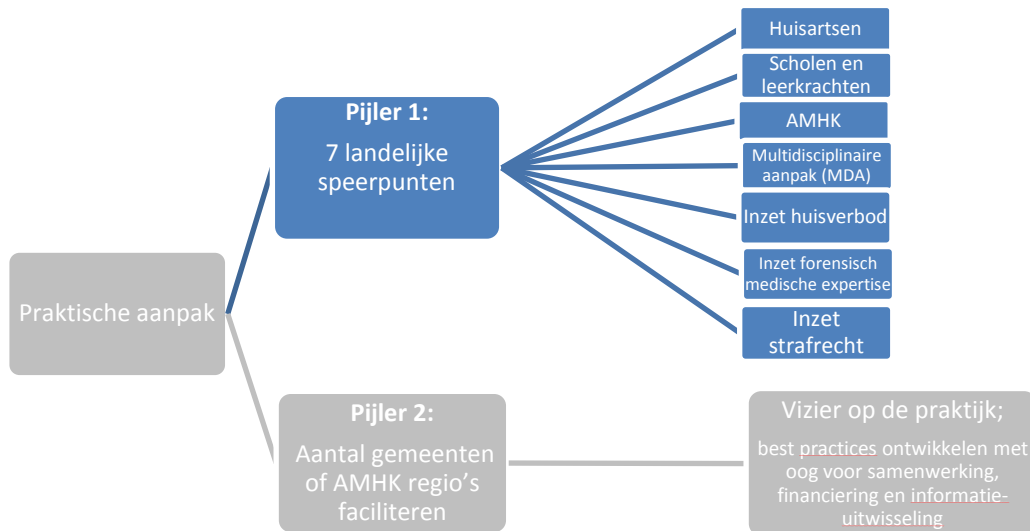 Huisartsen
Scholen en
leerkrachten
Pijler 1:
7 landelijke
speerpunten
AMHK
Multidisciplinaire
aanpak (MDA)
Inzet huisverbod
Inzet forensisch
medische expertise
Inzet
strafrecht
Praktische aanpak
Pijler 2:
Aantal gemeenten
of AMHK regio's
faciliteren
Vizier op de praktijk;
best practices ontwikkelen met
oog voor samenwerking,
financiering en informatie-
uitwisseling